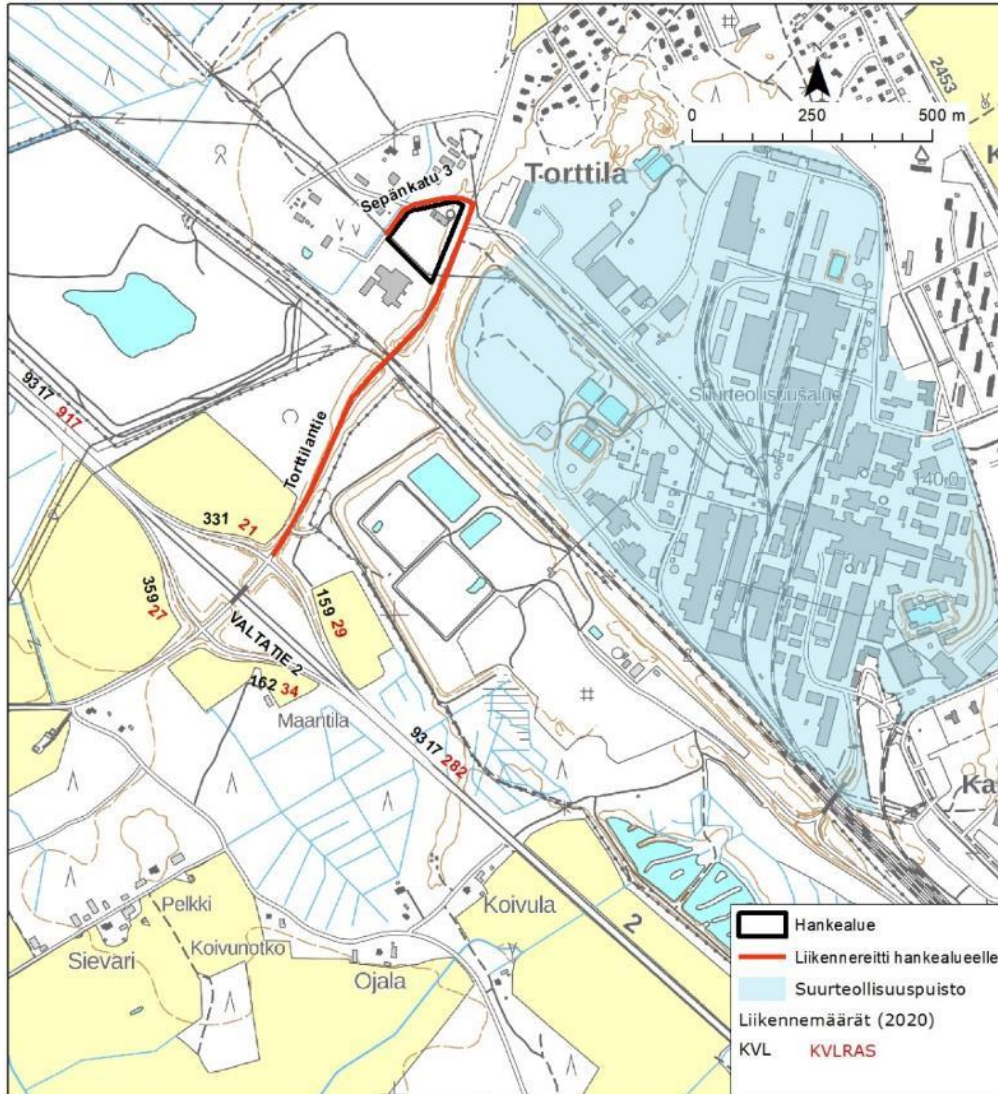 2453
N
0 250 500 m
K
Torttila
Sepänkatu 3
Suurteollisuusalue
9317 917
Torttilantie
331 21
140.0
359 27
159 29
VALTATIE 2
162 34
Maantila
9317 282
Ka
Pelkki
Koivula
2
Sievari
Koivunotko
Ojala
Hankealue
Liikennereitti hankealueelle
Suurteollisuuspuisto
Liikennemäärät (2020)
KVL KVLRAS